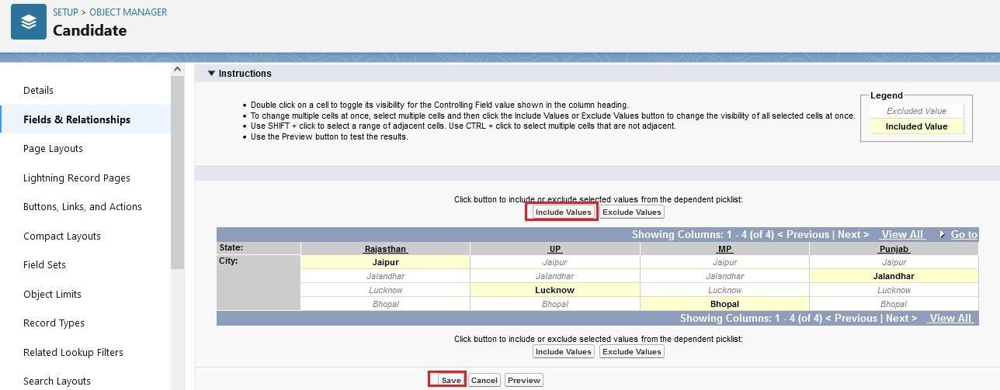 SETUP > OBJECT MANAGER
Candidate
Details
Fields & Relationships
Page Layouts
Lightning Record Pages
Buttons, Links, and Actions
Compact Layouts
Field Sets
Object Limits
Record Types
Related Lookup Filters
Search Layouts
Instructions
• Double click on a cell to toggle its visibility for the Controlling Field value shown in the column heading.
• To change multiple cells at once, select multiple cells and then click the Include Values or Exclude Values button to change the visibility of all selected cells at once.
• Use SHIFT + click to select a range of adjacent cells. Use CTRL + click to select multiple cells that are not adjacent.
• Use the Preview button to test the results.
Legend
Excluded Value
Included Value
Click button to include or exclude selected values from the dependent picklist:
Include Values Exclude Values
Showing Columns: 1 - 4 (of 4) < Previous | Next > View All Go to
State: Rajasthan UP MP Punjab
City: Jaipur Jaipur Jaipur Jaipur
Jalandhar Jalandhar Jalandhar Jalandhar
Lucknow Lucknow Lucknow Lucknow
Bhopal Bhopal Bhopal Bhopal
Showing Columns: 1 - 4 (of 4) < Previous | Next > View All
Click button to include or exclude selected values from the dependent picklist:
Include Values Exclude Values
Save Cancel Preview